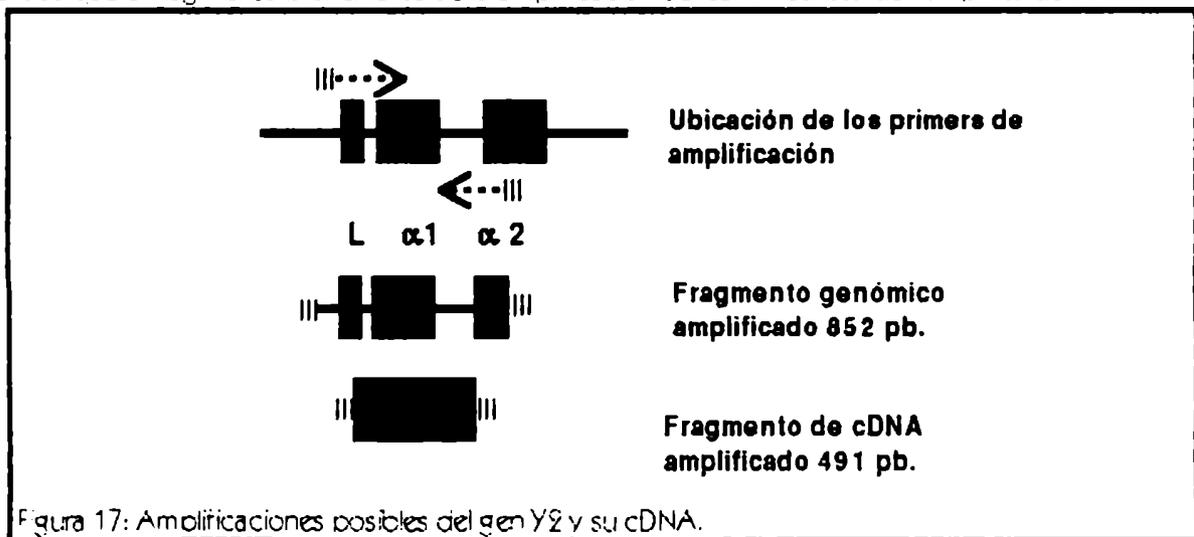 Ubicación de los primers de
amplificación
L α1 α2
Fragmento genómico
amplificado 852 pb.
Fragmento de cDNA
amplificado 491 pb.
Figura 17: Amplificaciones posibles del gen Y2 y su cDNA.